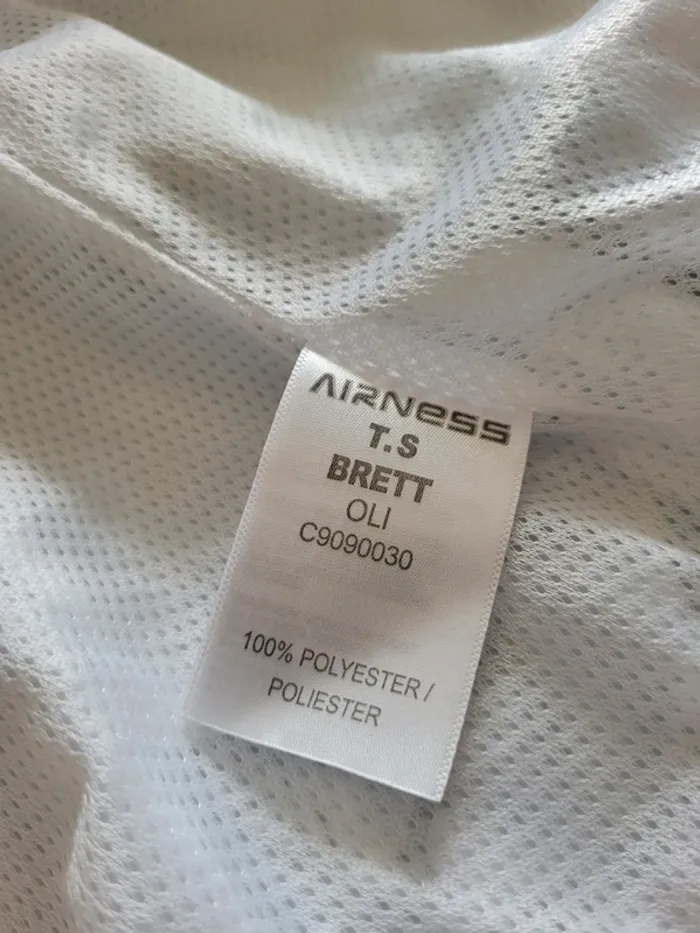 AIRNESS
T.S
BRETT
OLI
C9090030
100% POLYESTER /
POLIESTER